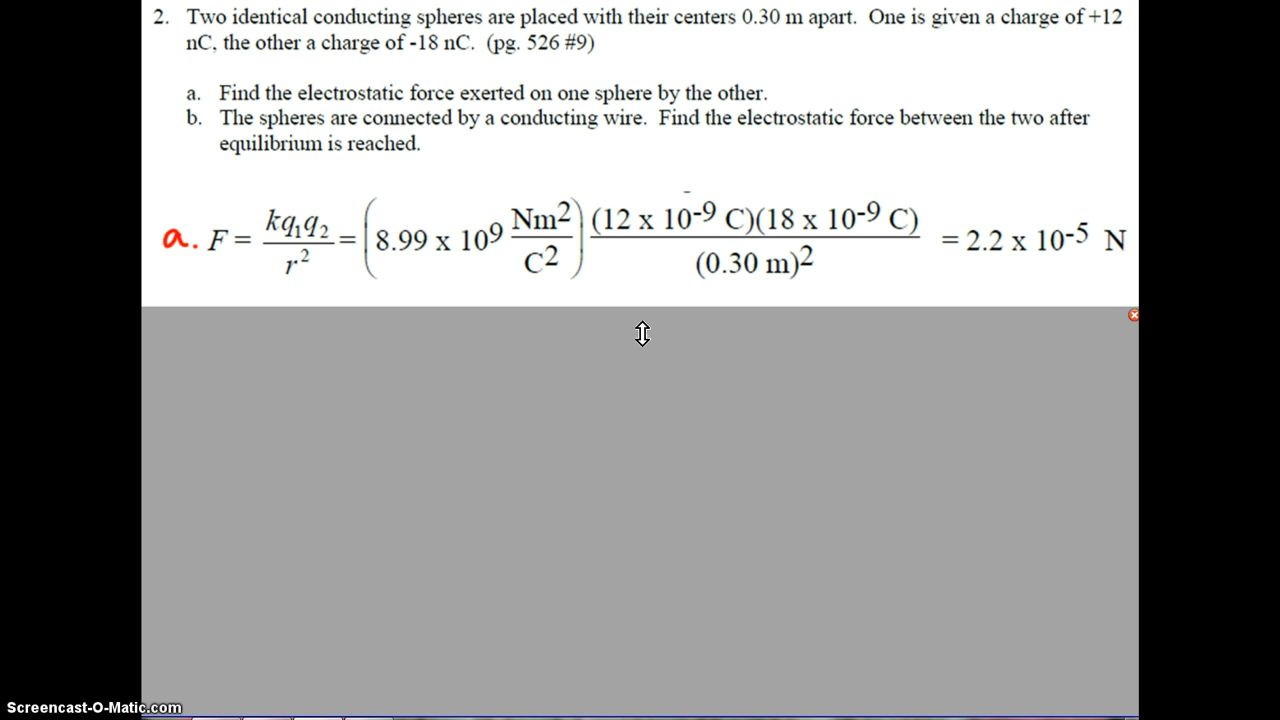 2. Two identical conducting spheres are placed with their centers 0.30 m apart. One is given a charge of +12
nC, the other a charge of -18 nC. (pg. 526 #9)
a. Find the electrostatic force exerted on one sphere by the other.
b. The spheres are connected by a conducting wire. Find the electrostatic force between the two after
equilibrium is reached.
a. F = kq₁q₂ / r² = (8.99 x 10⁹ Nm² / C²) (12 x 10⁻⁹ C)(18 x 10⁻⁹ C) / (0.30 m)² = 2.2 x 10⁻⁵ N
Screencast-O-Matic.com